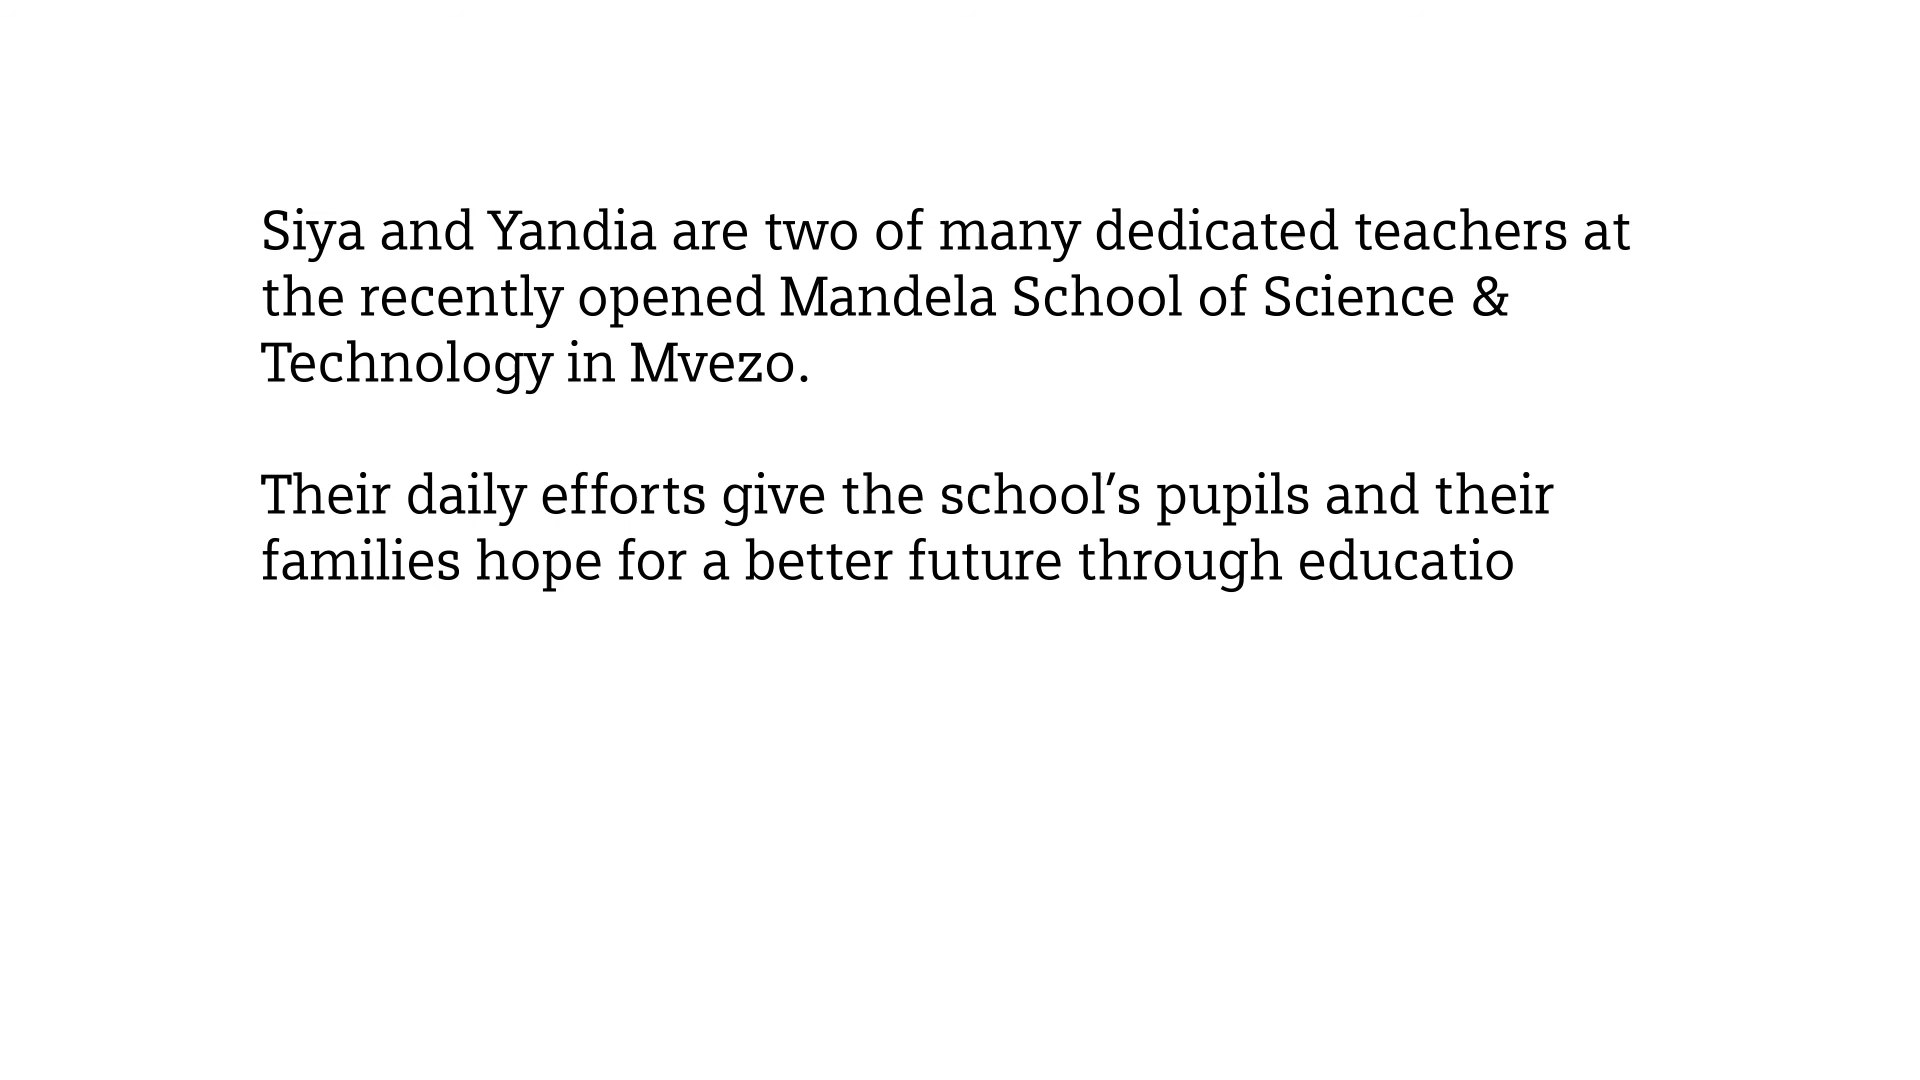 Siya and Yandia are two of many dedicated teachers at
the recently opened Mandela School of Science &
Technology in Mvezo.
Their daily efforts give the school’s pupils and their
families hope for a better future through educatio